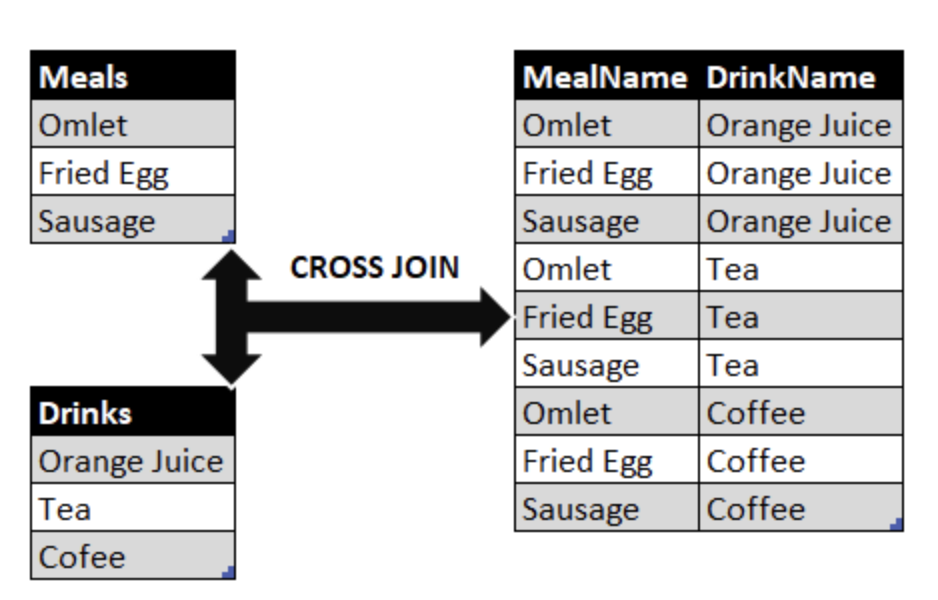 Meals
Omlet
Fried Egg
Sausage
CROSS JOIN
Drinks
Orange Juice
Tea
Cofee
MealName DrinkName
Omlet Orange Juice
Fried Egg Orange Juice
Sausage Orange Juice
Omlet Tea
Fried Egg Tea
Sausage Tea
Omlet Coffee
Fried Egg Coffee
Sausage Coffee